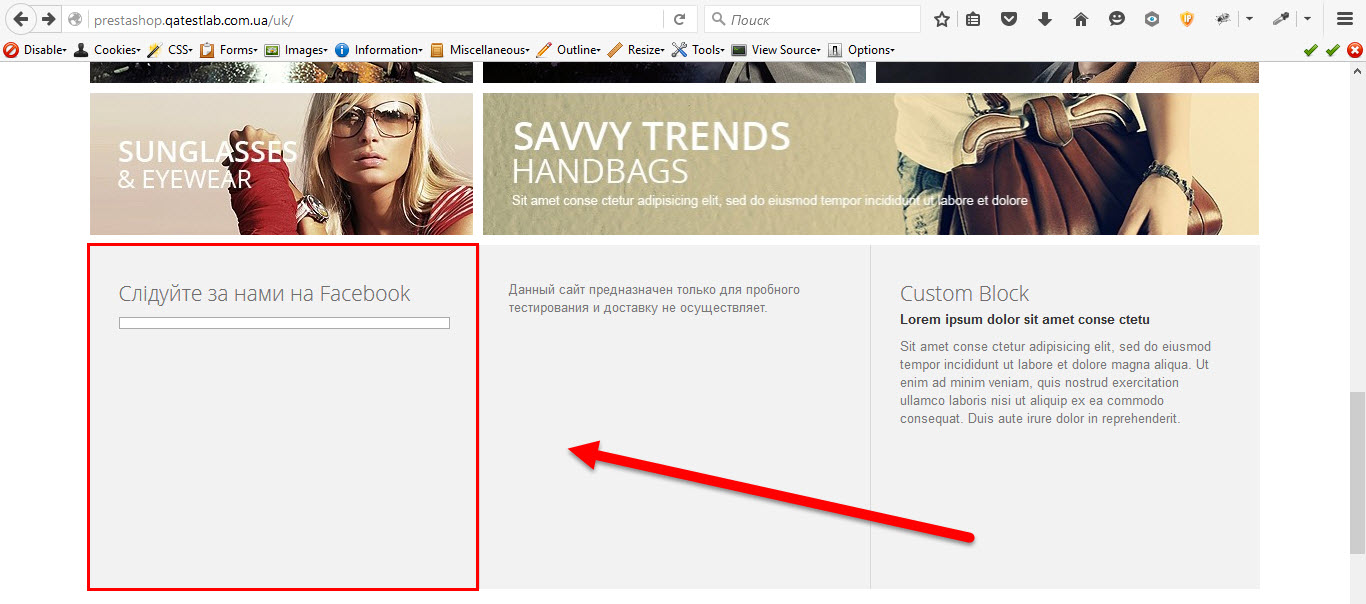 prestashop.qatestlab.com.ua/uk/
Поиск
Disable
Cookies
CSS
Forms
Images
Information
Miscellaneous
Outline
Resize
Tools
View Source
Options
SUNGLASSES
& EYEWEAR
SAVVY TRENDS
HANDBAGS
Sit amet conse ctetur adipisicing elit, sed do eiusmod tempor incididunt ut labore et dolore
Слідуйте за нами на Facebook
Данный сайт предназначен только для пробного
тестирования и доставку не осуществляет.
Custom Block
Lorem ipsum dolor sit amet conse ctetu
Sit amet conse ctetur adipisicing elit, sed do eiusmod
tempor incididunt ut labore et dolore magna aliqua. Ut
enim ad minim veniam, quis nostrud exercitation
ullamco laboris nisi ut aliquip ex ea commodo
consequat. Duis aute irure dolor in reprehenderit.